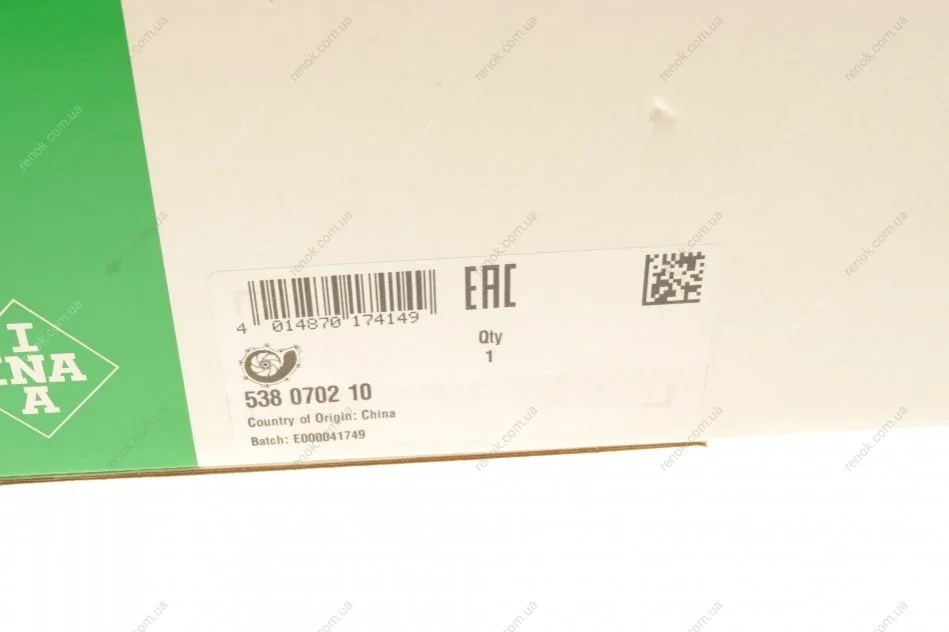 I
INA
A
EAC
4 014870 174149
Qty
1
538 0702 10
Country of Origin: China
Batch: E000041749
renok.com.ua